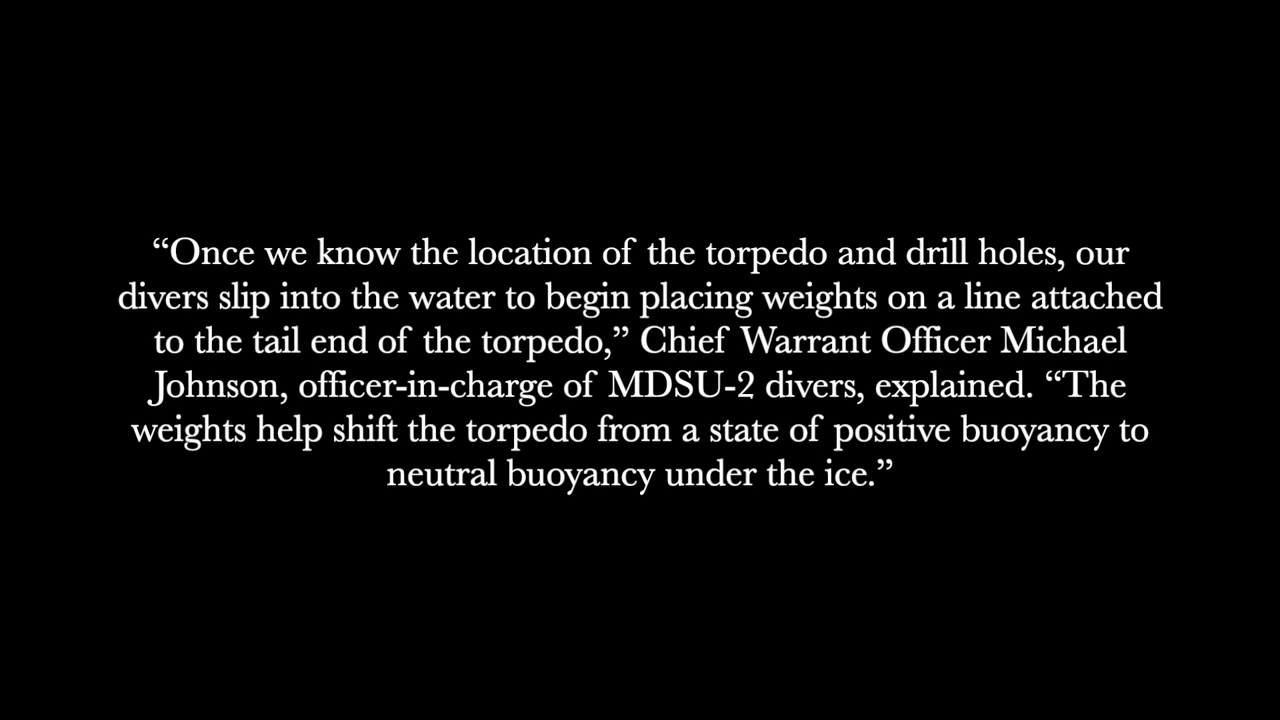 “Once we know the location of the torpedo and drill holes, our
divers slip into the water to begin placing weights on a line attached
to the tail end of the torpedo,” Chief Warrant Officer Michael
Johnson, officer-in-charge of MDSU-2 divers, explained. “The
weights help shift the torpedo from a state of positive buoyancy to
neutral buoyancy under the ice.”